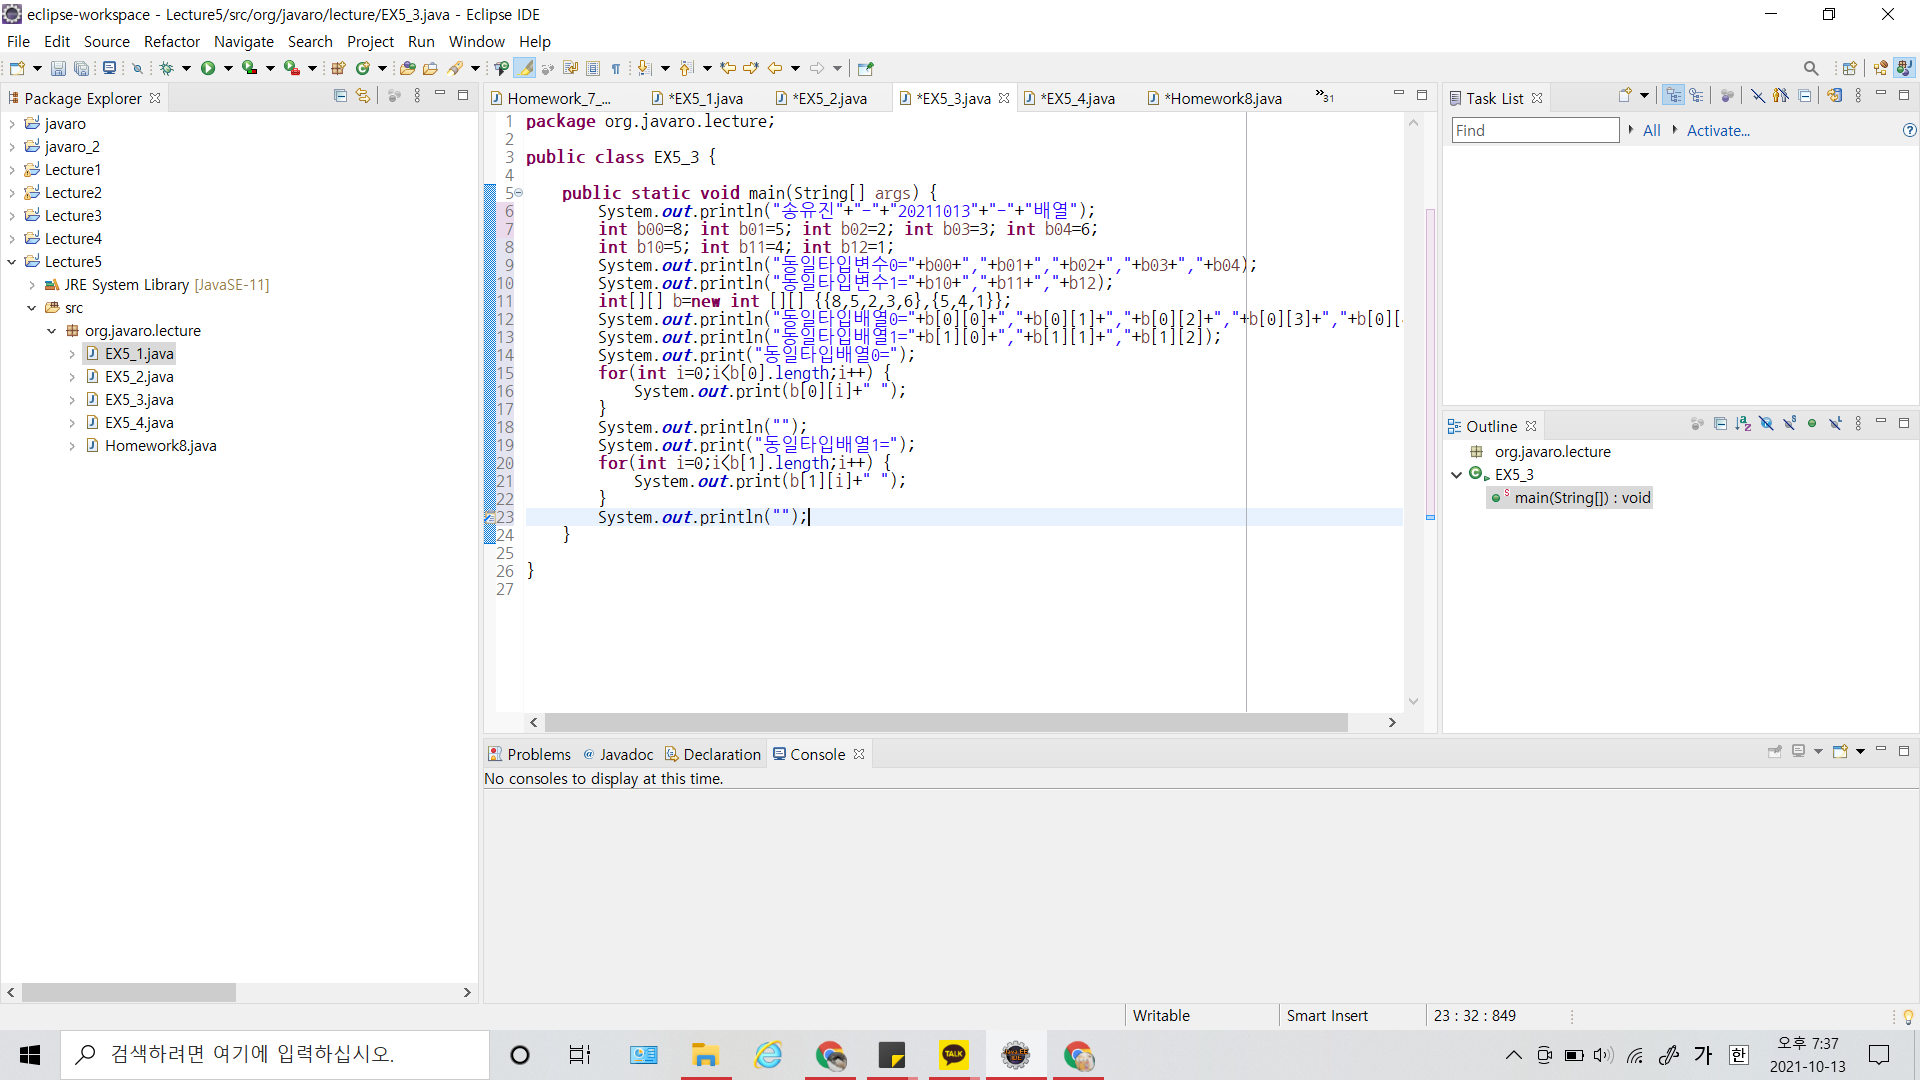 eclipse-workspace - Lecture5/src/org/javaro/lecture/EX5_3.java - Eclipse IDE
File Edit Source Refactor Navigate Search Project Run Window Help
Package Explorer
javaro
javaro_2
Lecture1
Lecture2
Lecture3
Lecture4
Lecture5
JRE System Library [JavaSE-11]
src
org.javaro.lecture
EX5_1.java
EX5_2.java
EX5_3.java
EX5_4.java
Homework8.java
Homework_7_... *EX5_1.java *EX5_2.java *EX5_3.java *EX5_4.java *Homework8.java »31
1 package org.javaro.lecture;
2
3 public class EX5_3 {
4
5 public static void main(String[] args) {
6 System.out.println("송유진"+"-"+"20211013"+"-"+"배열");
7 int b00=8; int b01=5; int b02=2; int b03=3; int b04=6;
8 int b10=5; int b11=4; int b12=1;
9 System.out.println("동일타입변수0="+b00+","+b01+","+b02+","+b03+","+b04);
10 System.out.println("동일타입변수1="+b10+","+b11+","+b12);
11 int[][] b=new int [][] {{8,5,2,3,6},{5,4,1}};
12 System.out.println("동일타입배열0="+b[0][0]+","+b[0][1]+","+b[0][2]+","+b[0][3]+","+b[0][
13 System.out.println("동일타입배열1="+b[1][0]+","+b[1][1]+","+b[1][2]);
14 System.out.print("동일타입배열0=");
15 for(int i=0;i<b[0].length;i++) {
16 System.out.print(b[0][i]+" ");
17 }
18 System.out.println("");
19 System.out.print("동일타입배열1=");
20 for(int i=0;i<b[1].length;i++) {
21 System.out.print(b[1][i]+" ");
22 }
23 System.out.println("");
24 }
25
26 }
27
Task List
Find All Activate...
Outline
org.javaro.lecture
EX5_3
main(String[]) : void
Problems @ Javadoc Declaration Console
No consoles to display at this time.
Writable Smart Insert 23 : 32 : 849
검색하려면 여기에 입력하십시오.
TALK
가 한
오후 7:37
2021-10-13